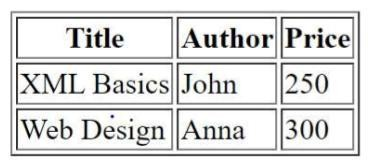 Title Author Price
XML Basics John 250
Web Design Anna 300